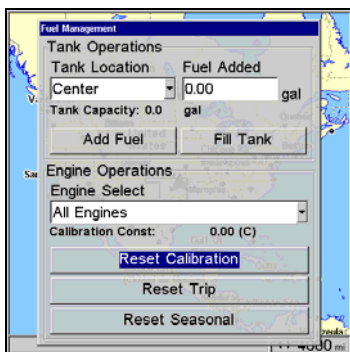 Fuel Management
Tank Operations
Tank Location Fuel Added
Center 0.00 gal
Tank Capacity: 0.0 gal
Add Fuel Fill Tank
Engine Operations
Engine Select
All Engines
Calibration Const: 0.00 (C)
Reset Calibration
Reset Trip
Reset Seasonal
mi